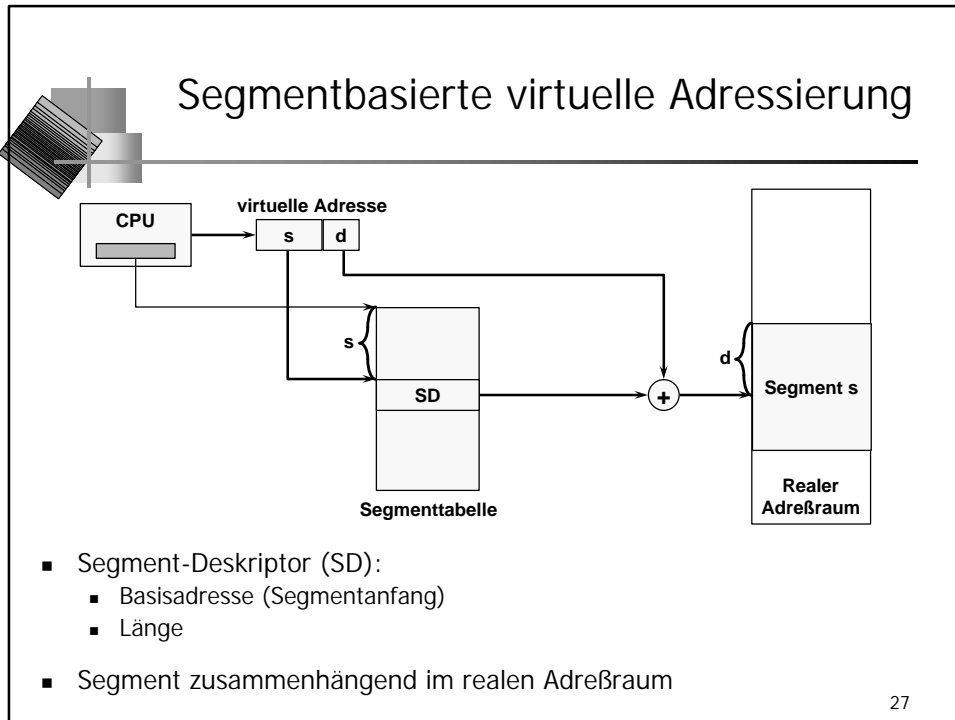 Segmentbasierte virtuelle Adressierung
virtuelle Adresse
CPU
s
d
s
SD
Segmenttabelle
+
d
Segment s
Realer
Adreßraum
Segment-Deskriptor (SD):
Basisadresse (Segmentanfang)
Länge
Segment zusammenhängend im realen Adreßraum
27